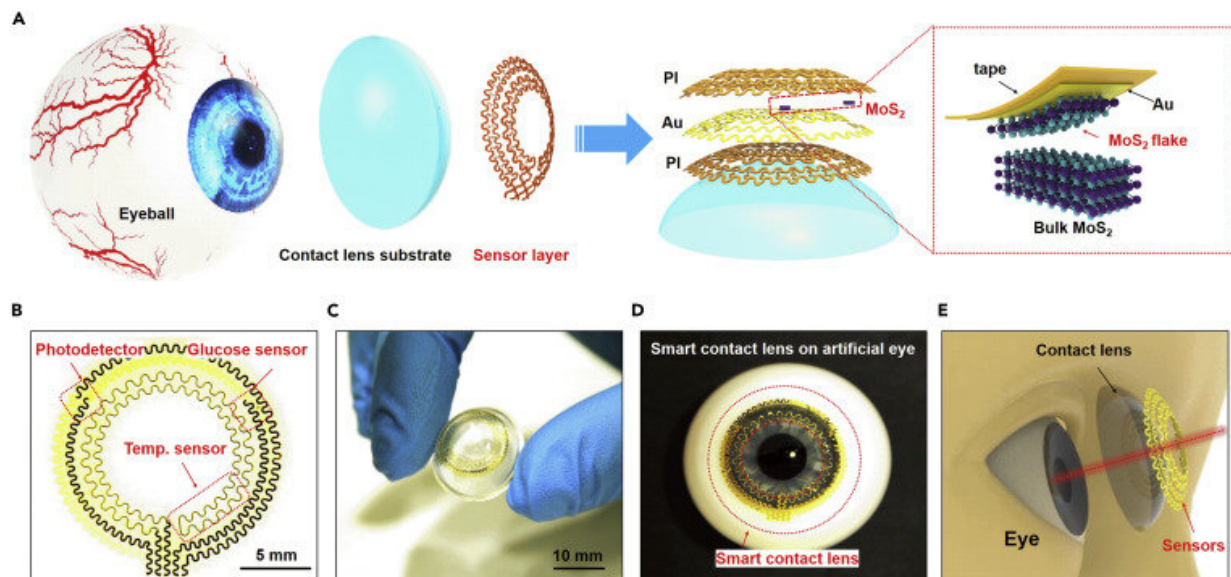 A
Eyeball
Contact lens substrate
Sensor layer
PI
Au
PI
MoS₂
tape
Au
MoS₂ flake
Bulk MoS₂
B
Photodetector
Glucose sensor
Temp. sensor
5 mm
C
10 mm
D
Smart contact lens on artificial eye
Smart contact lens
E
Contact lens
Eye
Sensors